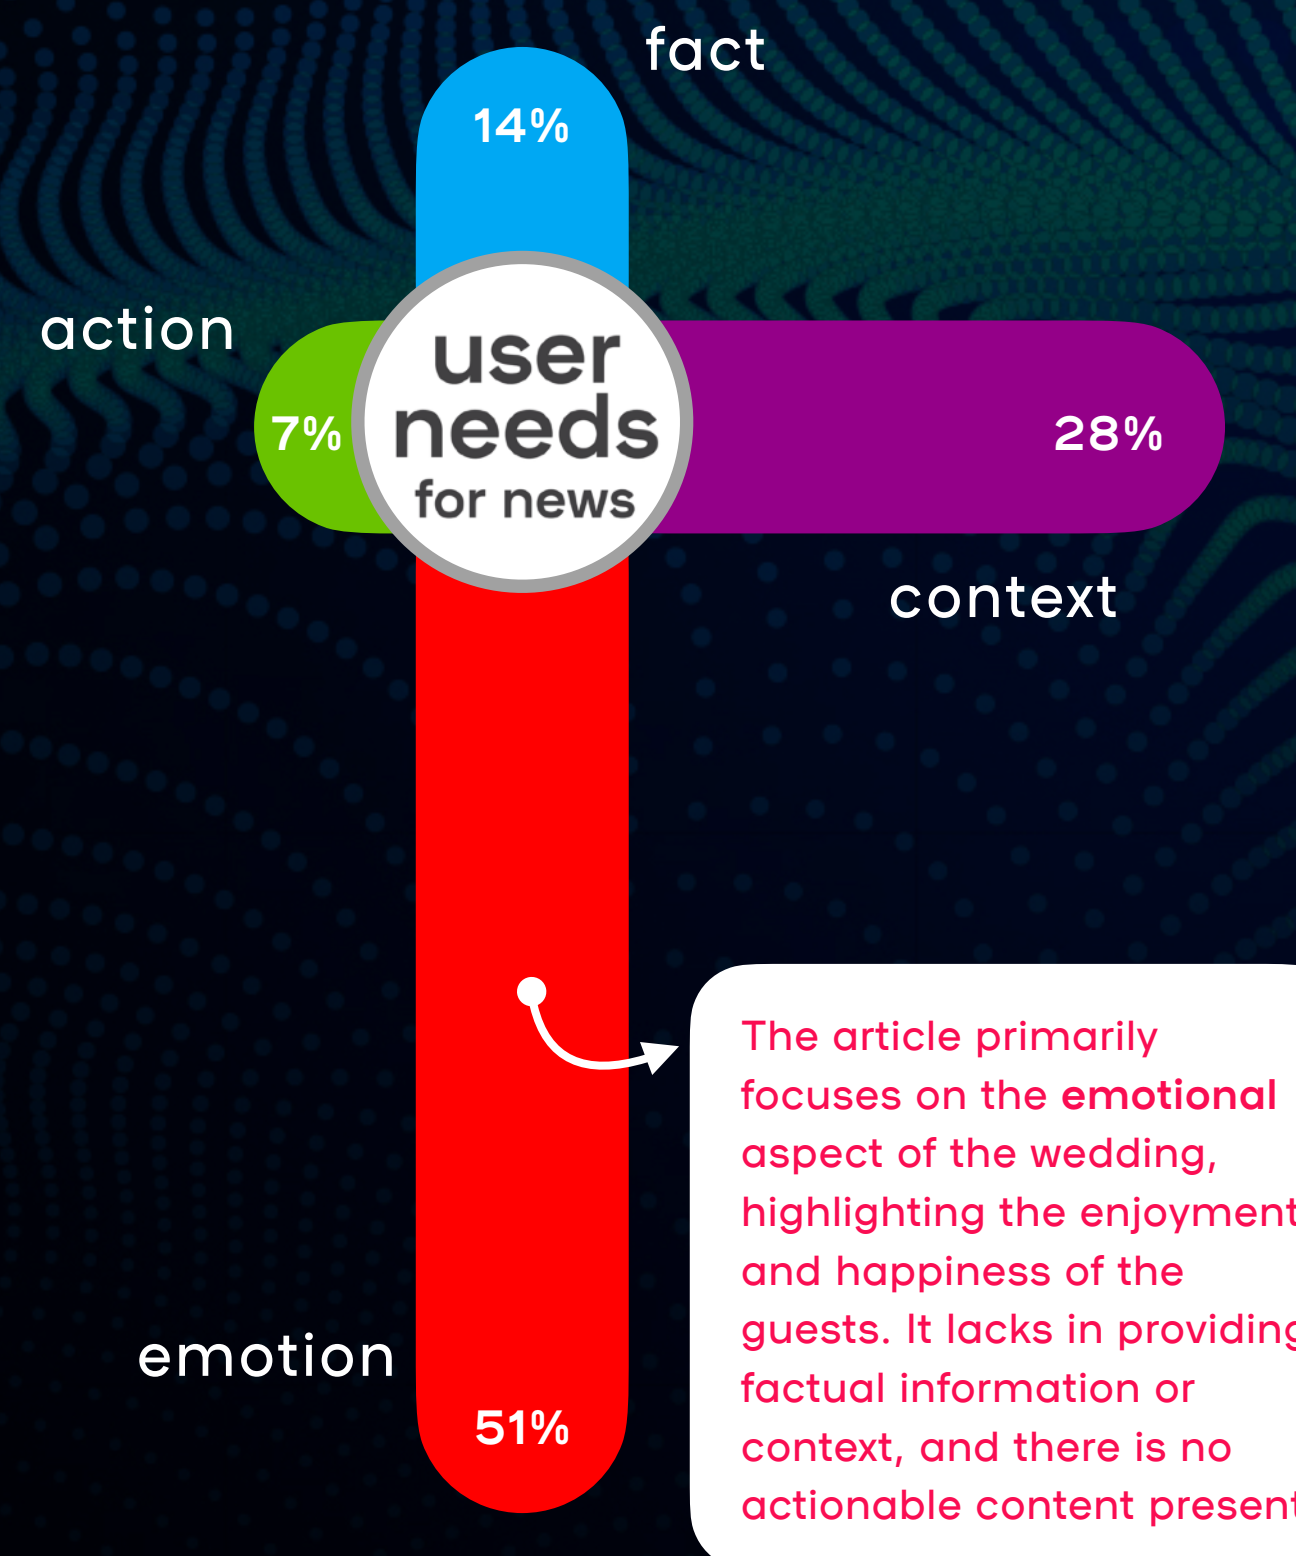 fact
14%
action
user
needs
for news
7%
28%
context
The article primarily
focuses on the emotional
aspect of the wedding,
highlighting the enjoyment
and happiness of the
guests. It lacks in providing
factual information or
context, and there is no
actionable content present
emotion
51%